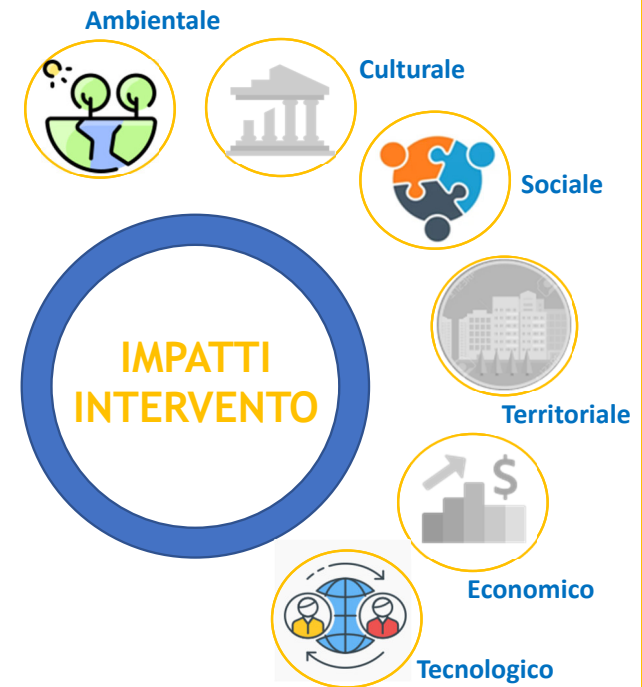 Ambientale
Culturale
Sociale
IMPATTI
INTERVENTO
Territoriale
$
Economico
Tecnologico